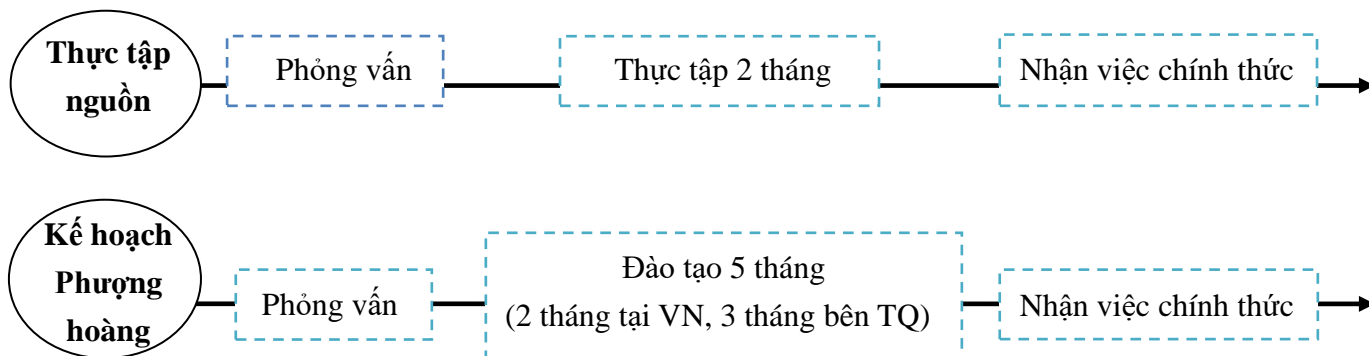 Thực tập
nguồn
Phỏng vấn
Thực tập 2 tháng
Nhận việc chính thức
Kế hoạch
Phượng
hoàng
Phỏng vấn
Đào tạo 5 tháng
(2 tháng tại VN, 3 tháng bên TQ)
Nhận việc chính thức